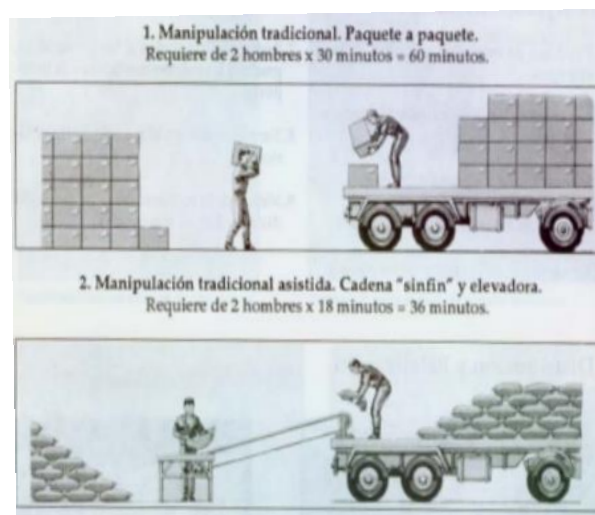 1. Manipulación tradicional. Paquete a paquete.
Requiere de 2 hombres x 30 minutos = 60 minutos.
2. Manipulación tradicional asistida. Cadena "sinfin" y elevadora.
Requiere de 2 hombres x 18 minutos = 36 minutos.